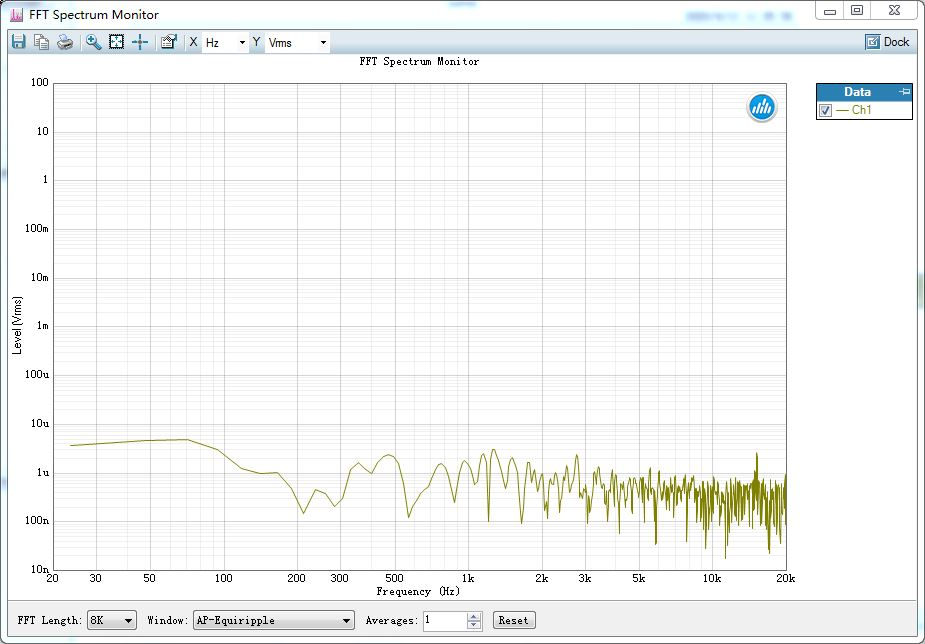 FFT Spectrum Monitor
X Hz Y Vrms Dock
FFT Spectrum Monitor
Data
Ch1
Level (Vrms)
100
10
1
100m
10m
1m
100u
10u
1u
100n
10n
20 30 50 100 200 300 500 1k 2k 3k 5k 10k 20k
Frequency (Hz)
FFT Length: 8K Window: AP-Equiripple Averages: 1 Reset